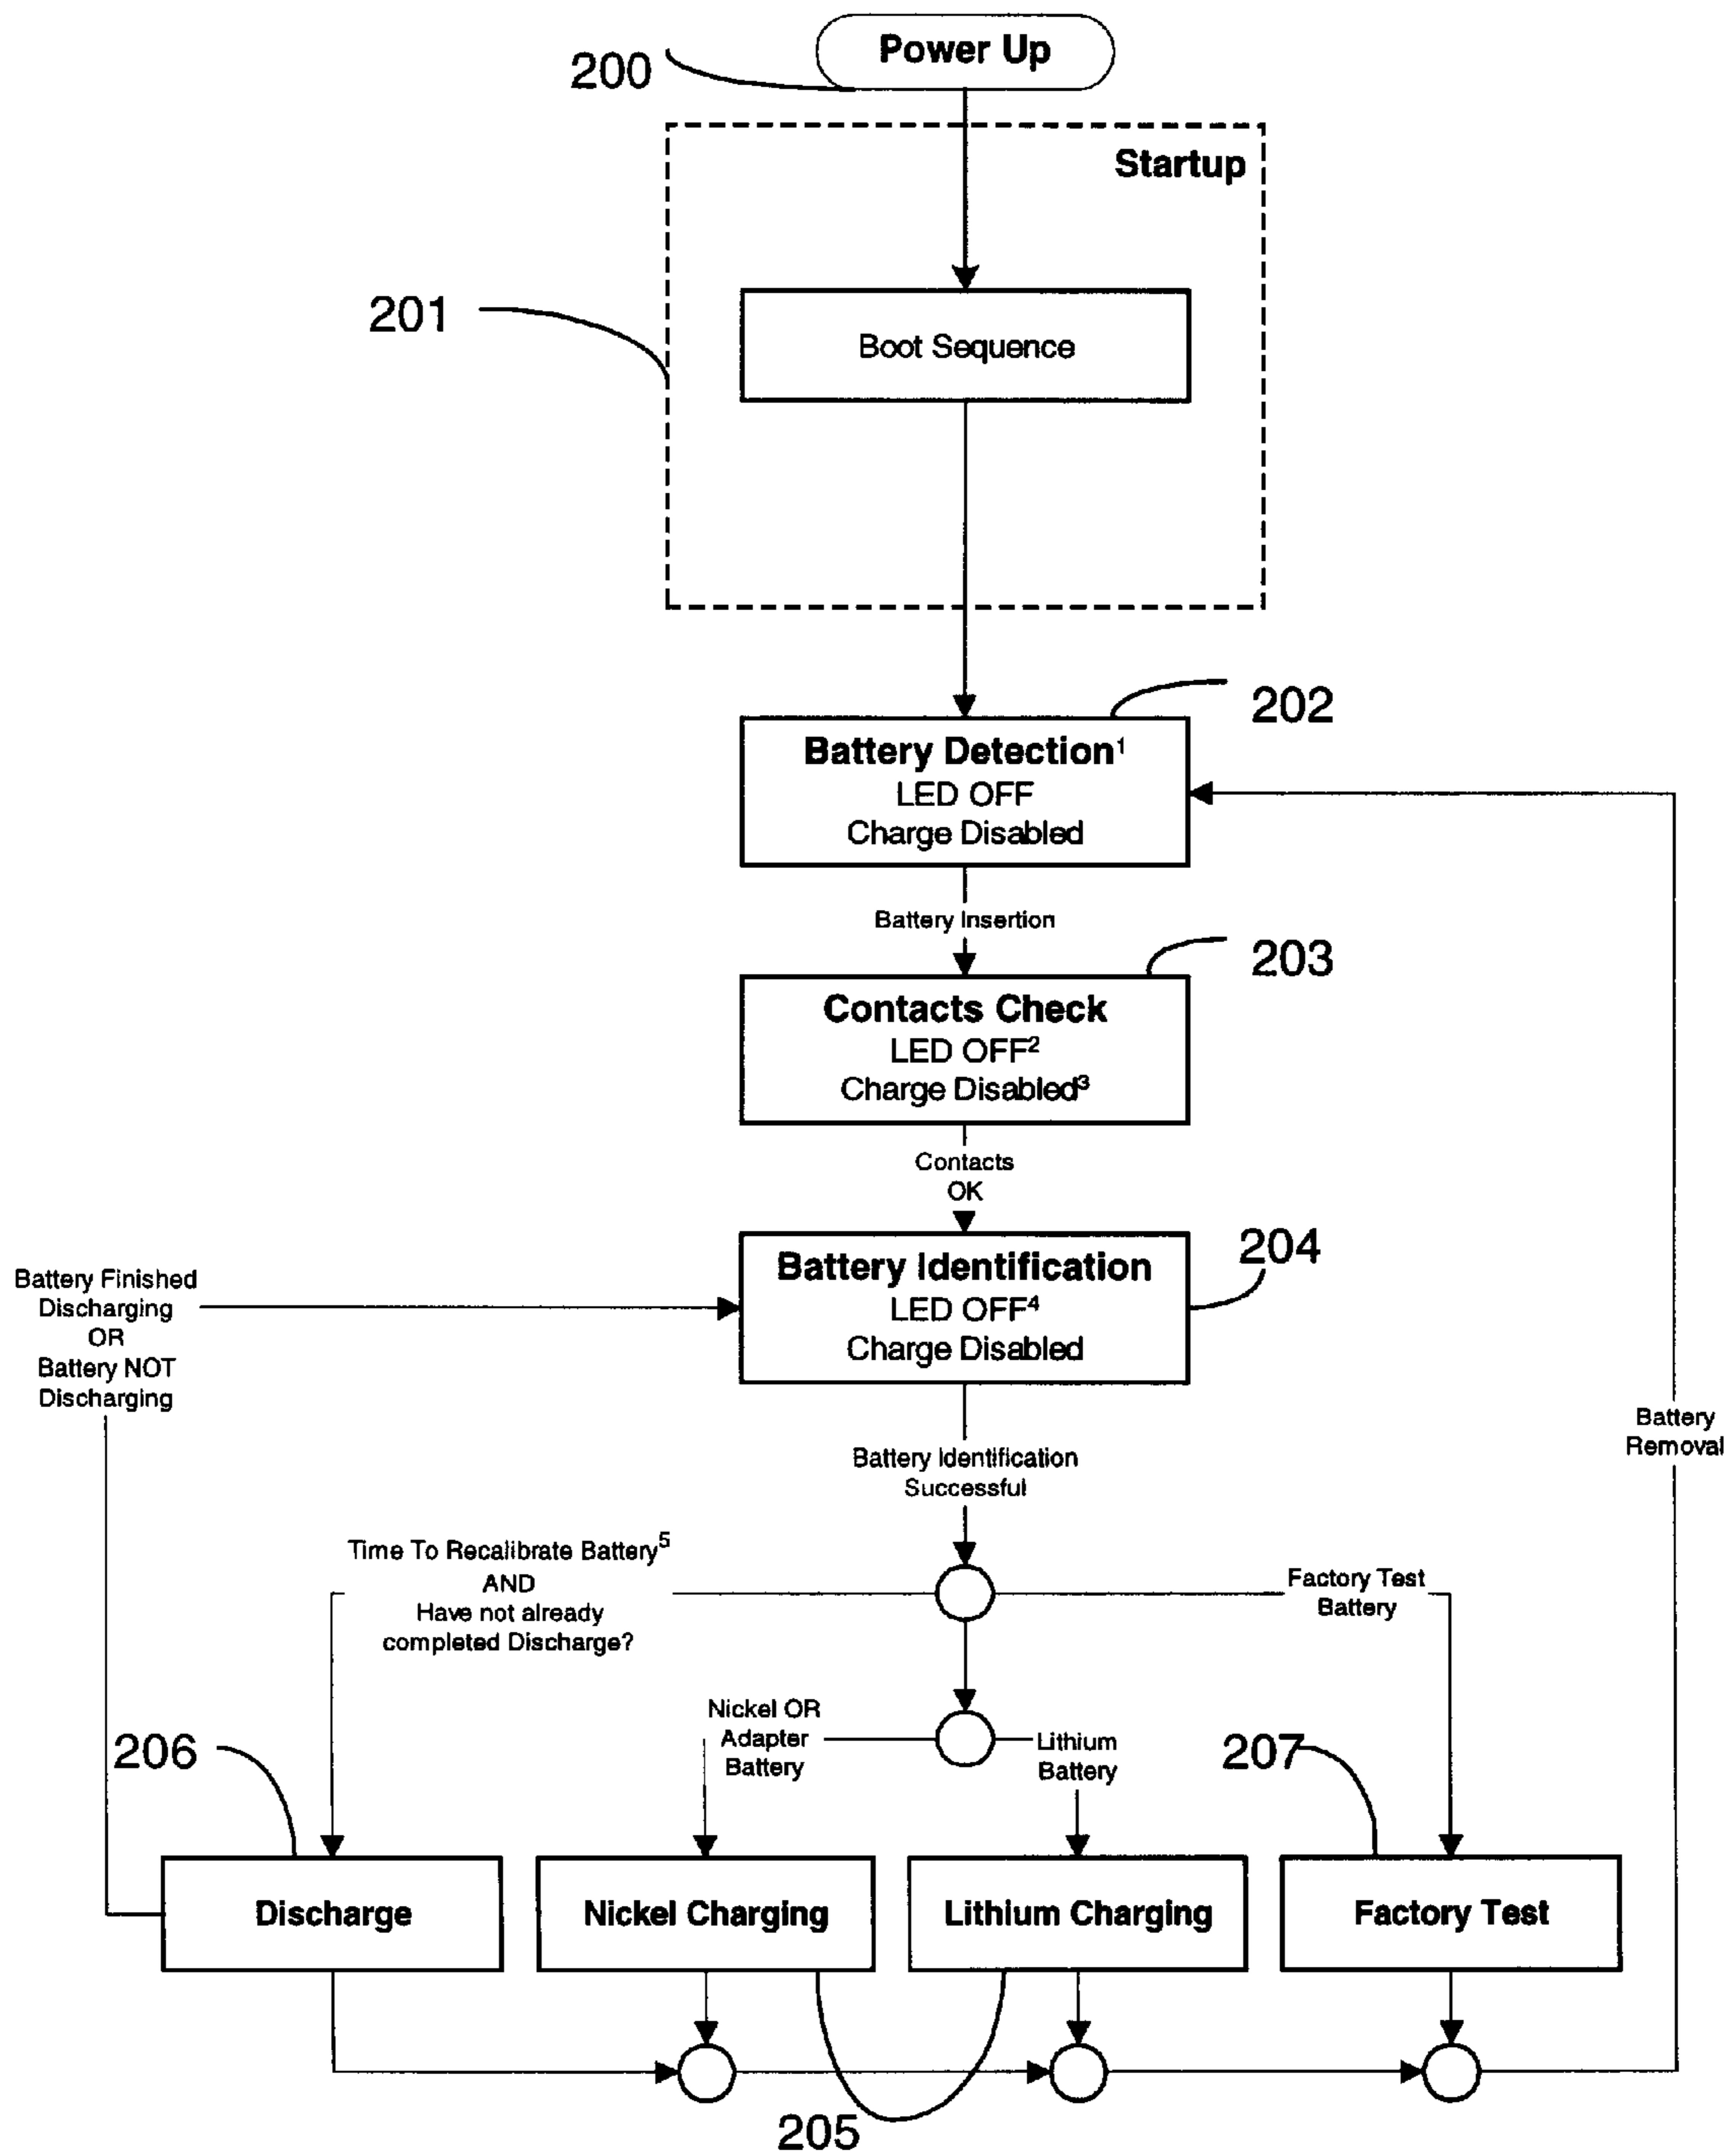 Power Up
200
Startup
201
Boot Sequence
202
Battery Detection¹
LED OFF
Charge Disabled
Battery Insertion
203
Contacts Check
LED OFF²
Charge Disabled³
Contacts
OK
204
Battery Identification
LED OFF⁴
Charge Disabled
Battery Finished
Discharging
OR
Battery NOT
Discharging
Battery
Removal
Battery Identification
Successful
Time To Recalibrate Battery⁵
AND
Have not already
completed Discharge?
Factory Test
Battery
Nickel OR
Adapter
Battery
Lithium
Battery
206
207
Discharge
Nickel Charging
Lithium Charging
Factory Test
205